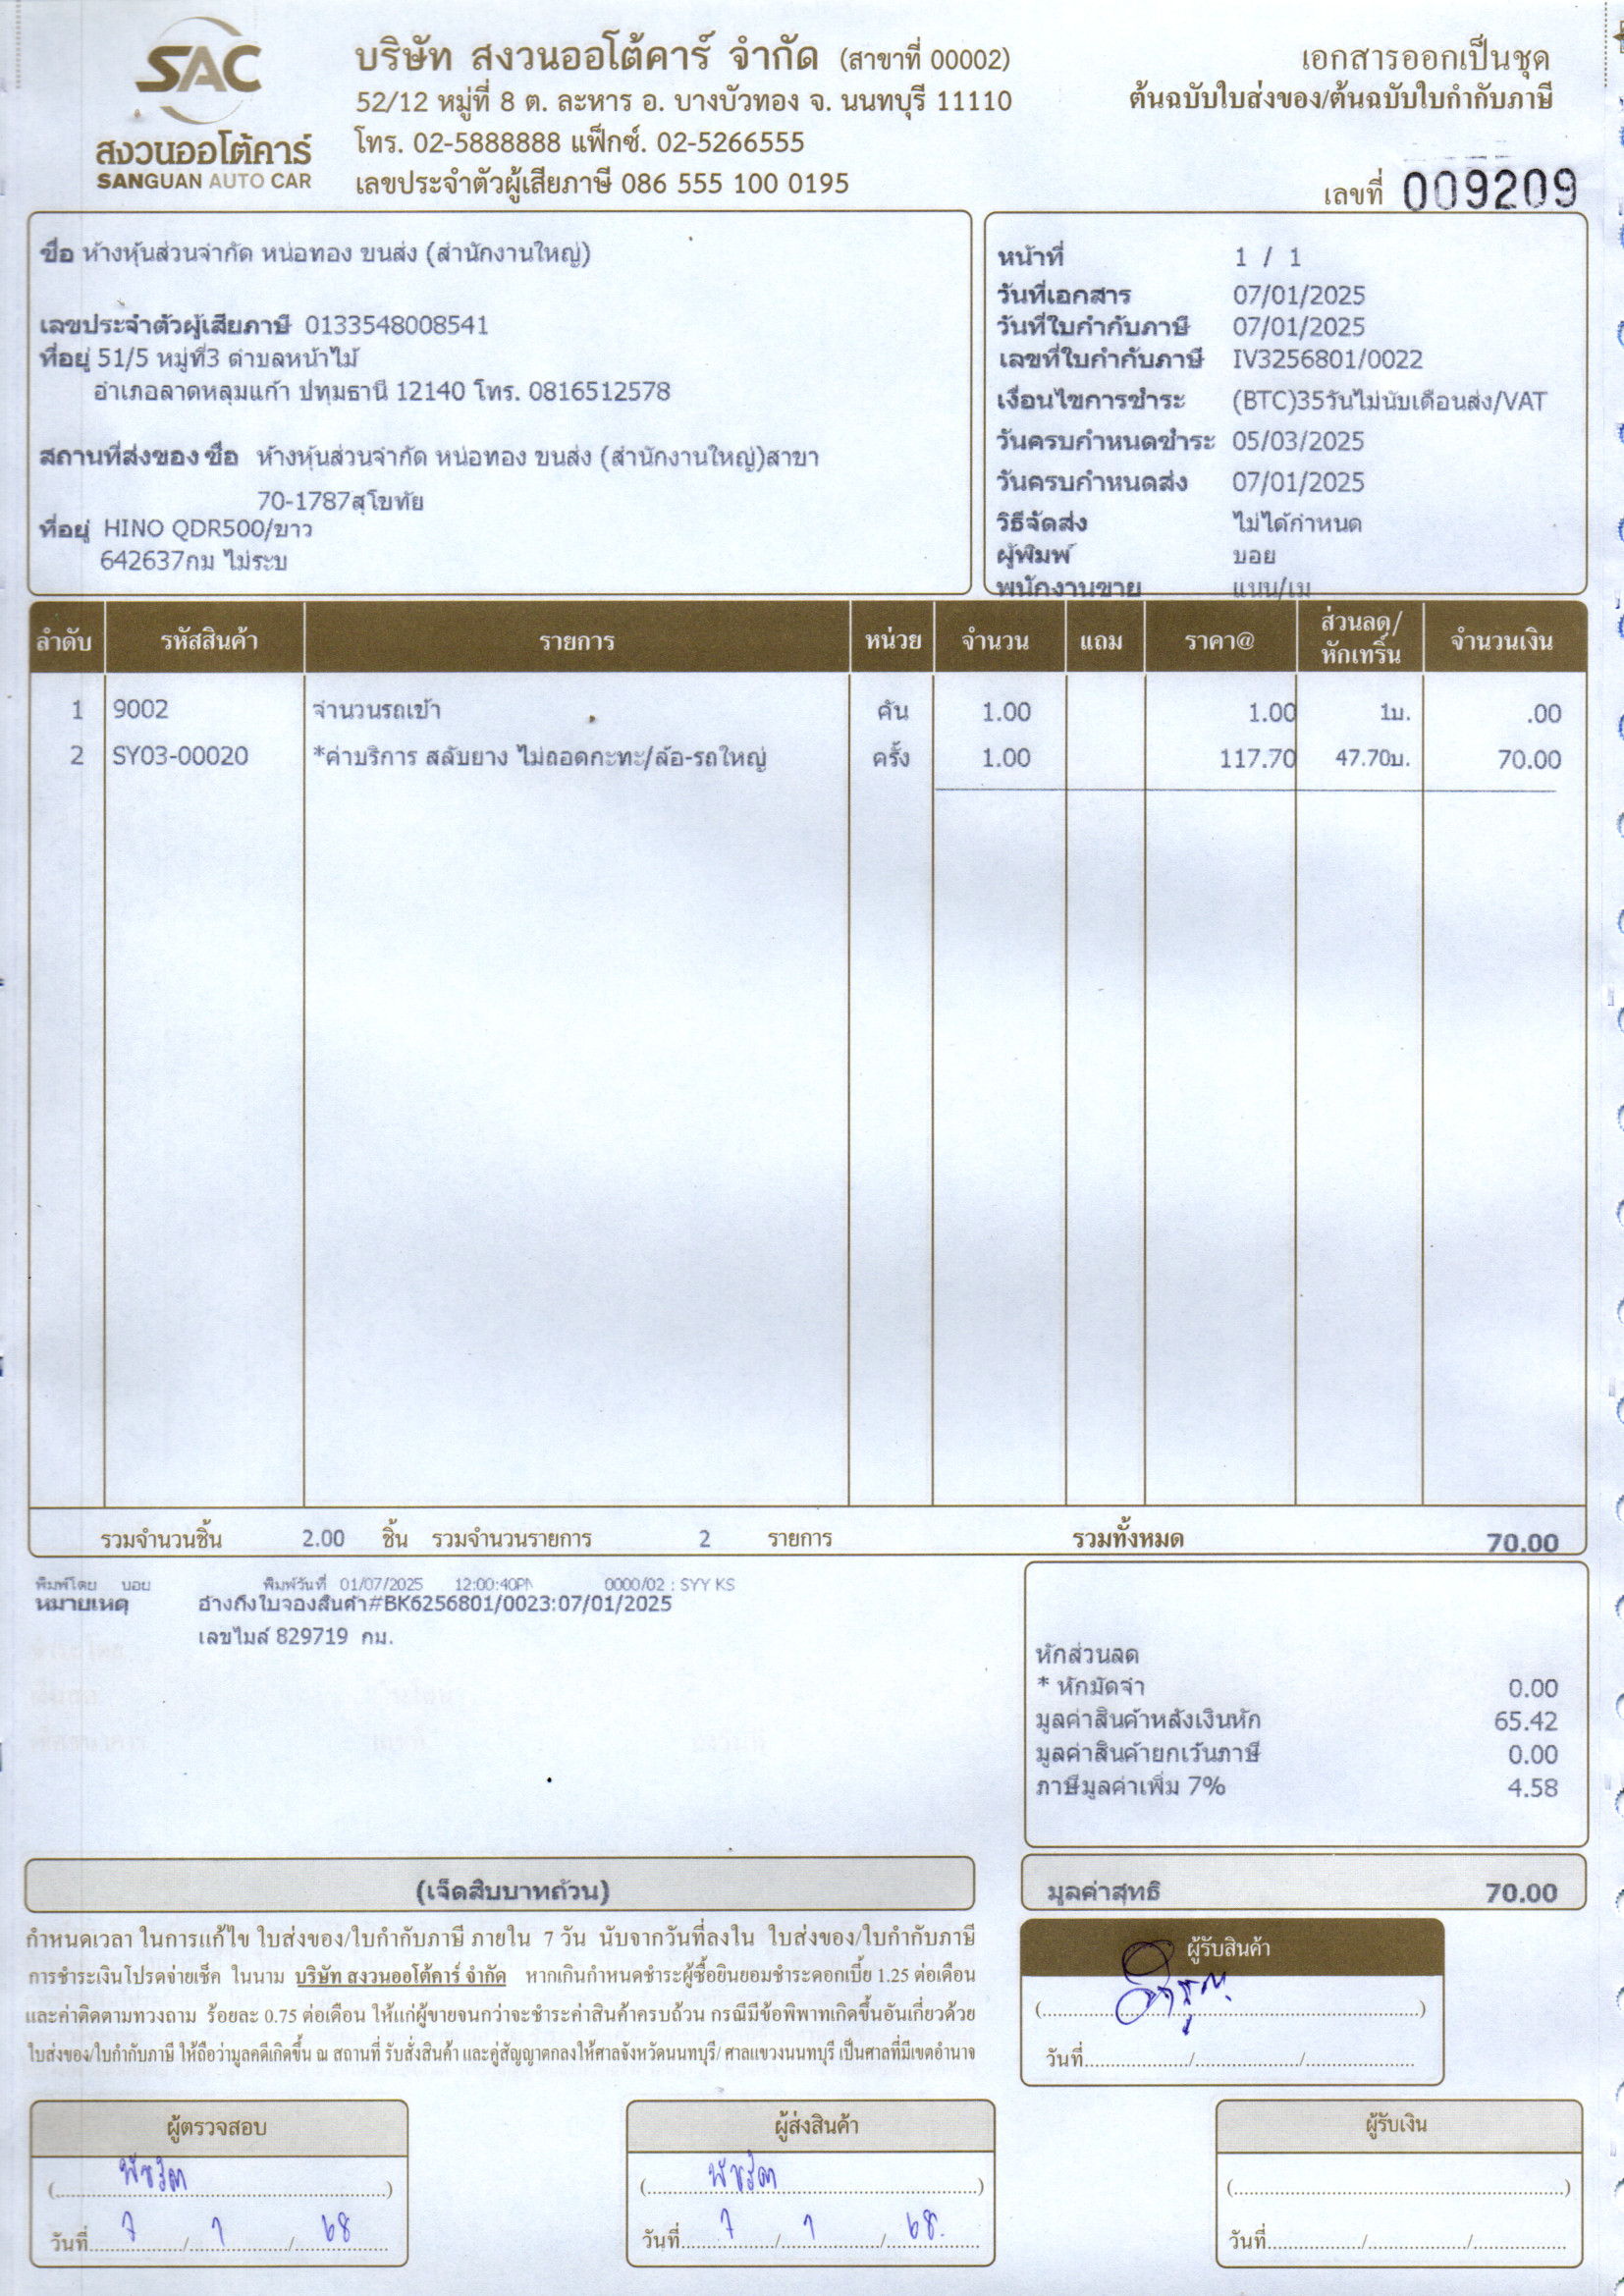 SAC
สงวนออโต้คาร์
SANGUAN AUTO CAR
บริษัท สงวนออโต้คาร์ จำกัด (สาขาที่ 00002)
52/12 หมู่ที่ 8 ต. ละหาร อ. บางบัวทอง จ. นนทบุรี 11110
โทร. 02-5888888 แฟ็กซ์. 02-5266555
เลขประจำตัวผู้เสียภาษี 086 555 100 0195
เอกสารออกเป็นชุด
ต้นฉบับใบส่งของ/ต้นฉบับใบกำกับภาษี
เลขที่ 009209
ชื่อ ห้างหุ้นส่วนจำกัด หน่อทอง ขนส่ง (สำนักงานใหญ่)
เลขประจำตัวผู้เสียภาษี 0133548008541
ที่อยู่ 51/5 หมู่ที่3 ตำบลหน้าไม้
อำเภอลาดหลุมแก้ว ปทุมธานี 12140 โทร. 0816512578
สถานที่ส่งของ ชื่อ ห้างหุ้นส่วนจำกัด หน่อทอง ขนส่ง (สำนักงานใหญ่)สาขา
70-1787สุโขทัย
ที่อยู่ HINO QDR500/ขาว
642637กม ไม่ระบ
หน้าที่ 1 / 1
วันที่เอกสาร 07/01/2025
วันที่ใบกำกับภาษี 07/01/2025
เลขที่ใบกำกับภาษี IV3256801/0022
เงื่อนไขการชำระ (BTC)35วันไม่นับเดือนส่ง/VAT
วันครบกำหนดชำระ 05/03/2025
วันครบกำหนดส่ง 07/01/2025
วิธีจัดส่ง ไม่ได้กำหนด
ผู้พิมพ์ บอย
พนักงานขาย แนน/เม
ลำดับ รหัสสินค้า รายการ หน่วย จำนวน แถม ราคา@ ส่วนลด/หักเทริ์น จำนวนเงิน
1 9002 จำนวนรถเข้า คัน 1.00 1.00 1บ. .00
2 SY03-00020 *ค่าบริการ สลับยาง ไม่ถอดกะทะ/ล้อ-รถใหญ่ ครั้ง 1.00 117.70 47.70บ. 70.00
รวมจำนวนชิ้น 2.00 ชิ้น รวมจำนวนรายการ 2 รายการ รวมทั้งหมด 70.00
พิมพ์โดย บอย พิมพ์วันที่ 01/07/2025 12:00:40PM 0000/02 : SYY KS
หมายเหตุ อ้างถึงใบจองสินค้า#BK6256801/0023:07/01/2025
เลขไมล์ 829719 กม.
หักส่วนลด
* หักมัดจำ 0.00
มูลค่าสินค้าหลังเงินหัก 65.42
มูลค่าสินค้ายกเว้นภาษี 0.00
ภาษีมูลค่าเพิ่ม 7% 4.58
(เจ็ดสิบบาทถ้วน)
มูลค่าสุทธิ 70.00
กำหนดเวลา ในการแก้ไข ใบส่งของ/ใบกำกับภาษี ภายใน 7 วัน นับจากวันที่ลงใน ใบส่งของ/ใบกำกับภาษี
การชำระเงินโปรดจ่ายเช็ค ในนาม บริษัท สงวนออโต้คาร์ จำกัด หากเกินกำหนดชำระผู้ซื้อยินยอมชำระดอกเบี้ย 1.25 ต่อเดือน
และค่าติดตามทวงถาม ร้อยละ 0.75 ต่อเดือน ให้แก่ผู้ขายจนกว่าจะชำระค่าสินค้าครบถ้วน กรณีมีข้อพิพาทเกิดขึ้นอันเกี่ยวด้วย
ใบส่งของ/ใบกำกับภาษี ให้ถือว่ามูลคดีเกิดขึ้น ณ สถานที่ รับสั่งสินค้า และคู่สัญญาตกลงให้ศาลจังหวัดนนทบุรี/ ศาลแขวงนนทบุรี เป็นศาลที่มีเขตอำนาจ
ผู้รับสินค้า
วันที่ / /
ผู้ตรวจสอบ
(พัชริดา)
วันที่ 7 / 1 / 68
ผู้ส่งสินค้า
(พัชริดา)
วันที่ 7 / 1 / 68.
ผู้รับเงิน
วันที่ / /